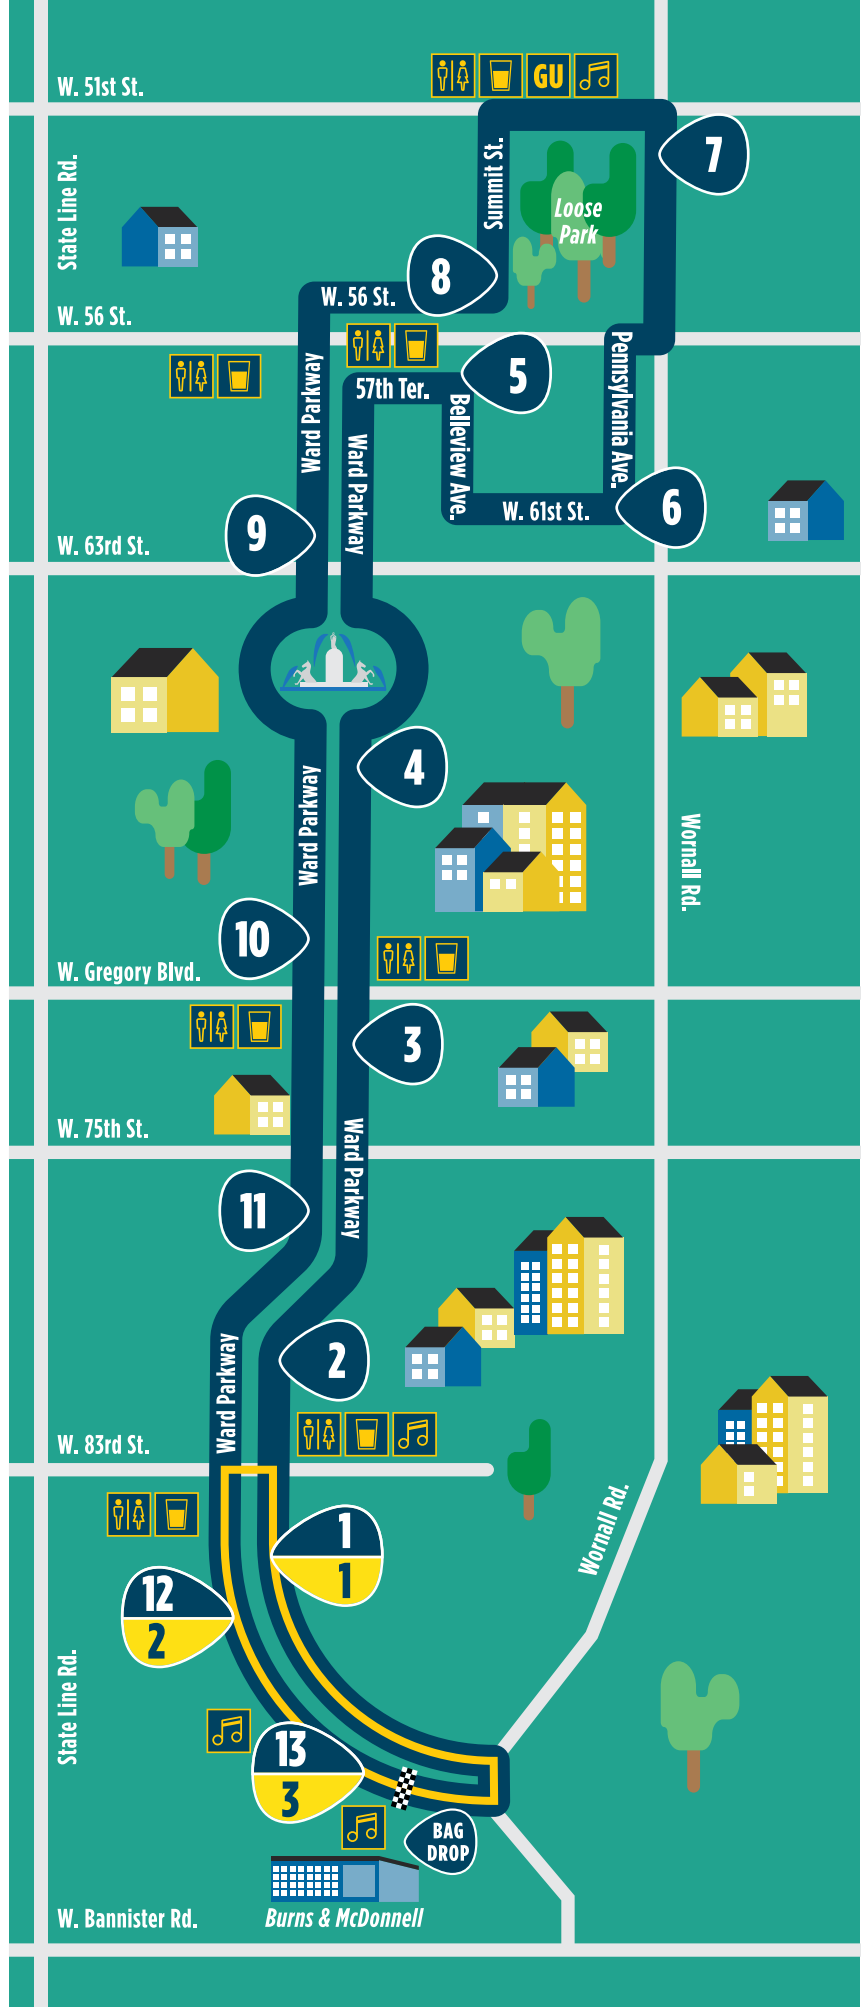 W. 51st St.
GU
State Line Rd.
Summit St.
7
Loose
Park
8
W. 56 St.
W. 56 St.
Ward Parkway
57th Ter.
5
Pennsylvania Ave.
Belleview Ave.
Ward Parkway
W. 61st St.
6
9
W. 63rd St.
4
Ward Parkway
Wornall Rd.
10
W. Gregory Blvd.
3
W. 75th St.
Ward Parkway
11
2
Ward Parkway
W. 83rd St.
Wornall Rd.
1
1
12
2
State Line Rd.
13
3
BAG
DROP
W. Bannister Rd.
Burns & McDonnell